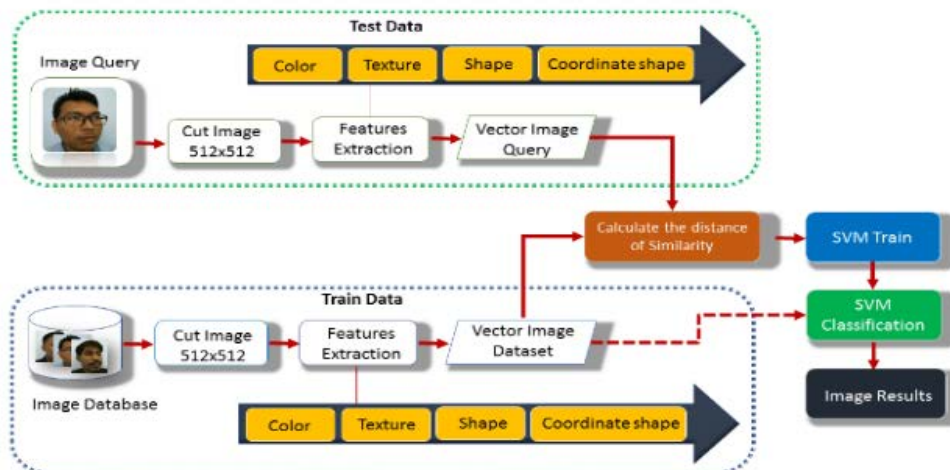 Test Data
Image Query
Color
Texture
Shape
Coordinate shape
Cut Image
512x512
Features
Extraction
Vector Image
Query
Calculate the distance
of Similarity
SVM Train
Train Data
SVM
Classification
Cut Image
512x512
Features
Extraction
Vector Image
Dataset
Image Results
Image Database
Color
Texture
Shape
Coordinate shape